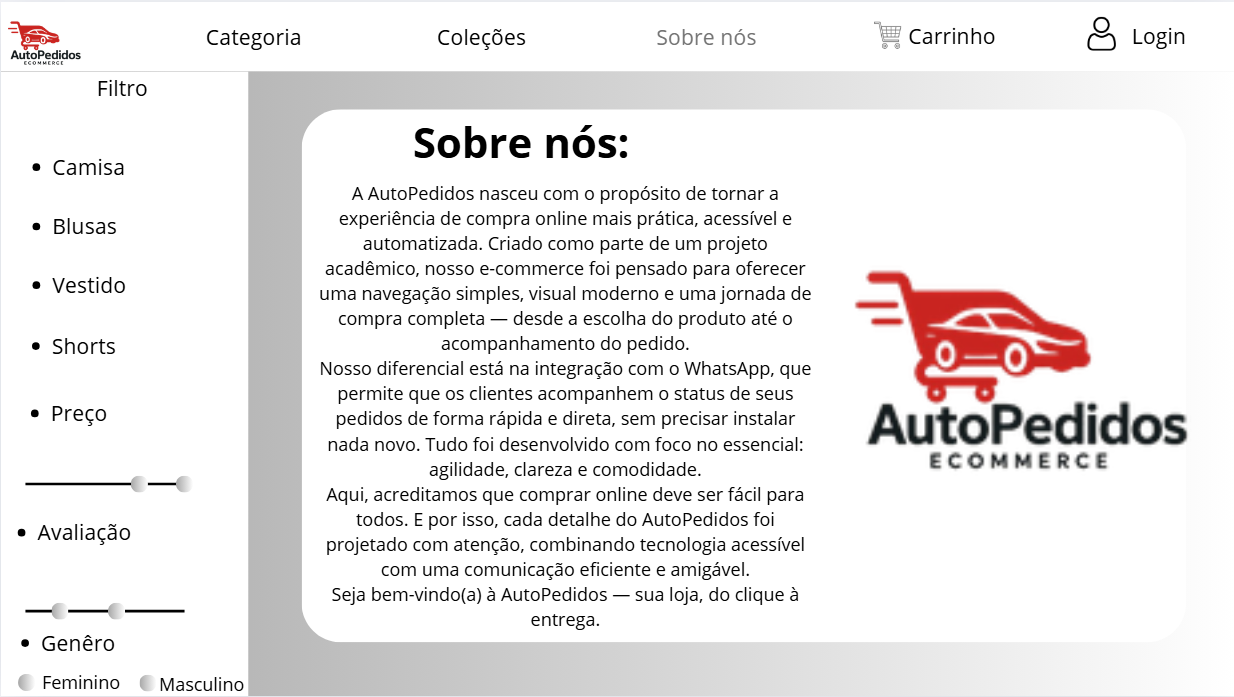 AutoPedidos
ECOMMERCE
Categoria
Coleções
Sobre nós
Carrinho
Login
Filtro
• Camisa
• Blusas
• Vestido
• Shorts
• Preço
• Avaliação
• Genêro
Feminino
Masculino
Sobre nós:
A AutoPedidos nasceu com o propósito de tornar a
experiência de compra online mais prática, acessível e
automatizada. Criado como parte de um projeto
acadêmico, nosso e-commerce foi pensado para oferecer
uma navegação simples, visual moderno e uma jornada de
compra completa — desde a escolha do produto até o
acompanhamento do pedido.
Nosso diferencial está na integração com o WhatsApp, que
permite que os clientes acompanhem o status de seus
pedidos de forma rápida e direta, sem precisar instalar
nada novo. Tudo foi desenvolvido com foco no essencial:
agilidade, clareza e comodidade.
Aqui, acreditamos que comprar online deve ser fácil para
todos. E por isso, cada detalhe do AutoPedidos foi
projetado com atenção, combinando tecnologia acessível
com uma comunicação eficiente e amigável.
Seja bem-vindo(a) à AutoPedidos — sua loja, do clique à
entrega.
AutoPedidos
ECOMMERCE